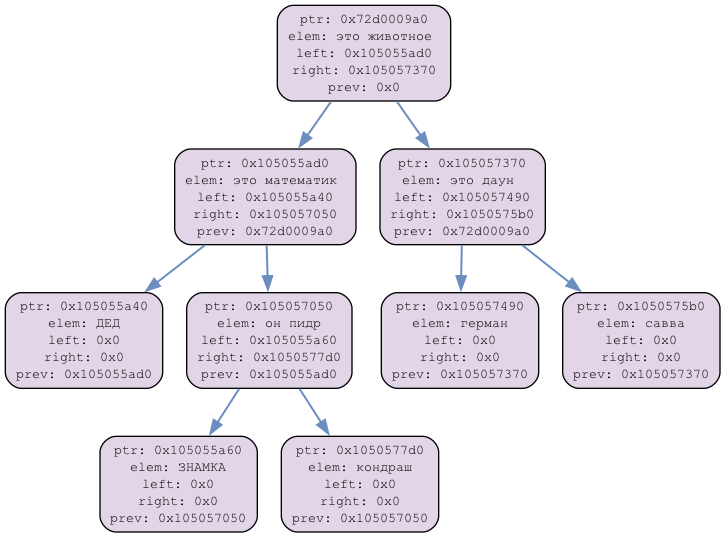 ptr: 0x72d0009a0
elem: это животное
left: 0x105055ad0
right: 0x105057370
prev: 0x0
ptr: 0x105055ad0
elem: это математик
left: 0x105055a40
right: 0x105057050
prev: 0x72d0009a0
ptr: 0x105057370
elem: это даун
left: 0x105057490
right: 0x1050575b0
prev: 0x72d0009a0
ptr: 0x105055a40
elem: ДЕД
left: 0x0
right: 0x0
prev: 0x105055ad0
ptr: 0x105057050
elem: он пидр
left: 0x105055a60
right: 0x1050577d0
prev: 0x105055ad0
ptr: 0x105057490
elem: герман
left: 0x0
right: 0x0
prev: 0x105057370
ptr: 0x1050575b0
elem: савва
left: 0x0
right: 0x0
prev: 0x105057370
ptr: 0x105055a60
elem: ЗНАМКА
left: 0x0
right: 0x0
prev: 0x105057050
ptr: 0x1050577d0
elem: кондраш
left: 0x0
right: 0x0
prev: 0x105057050